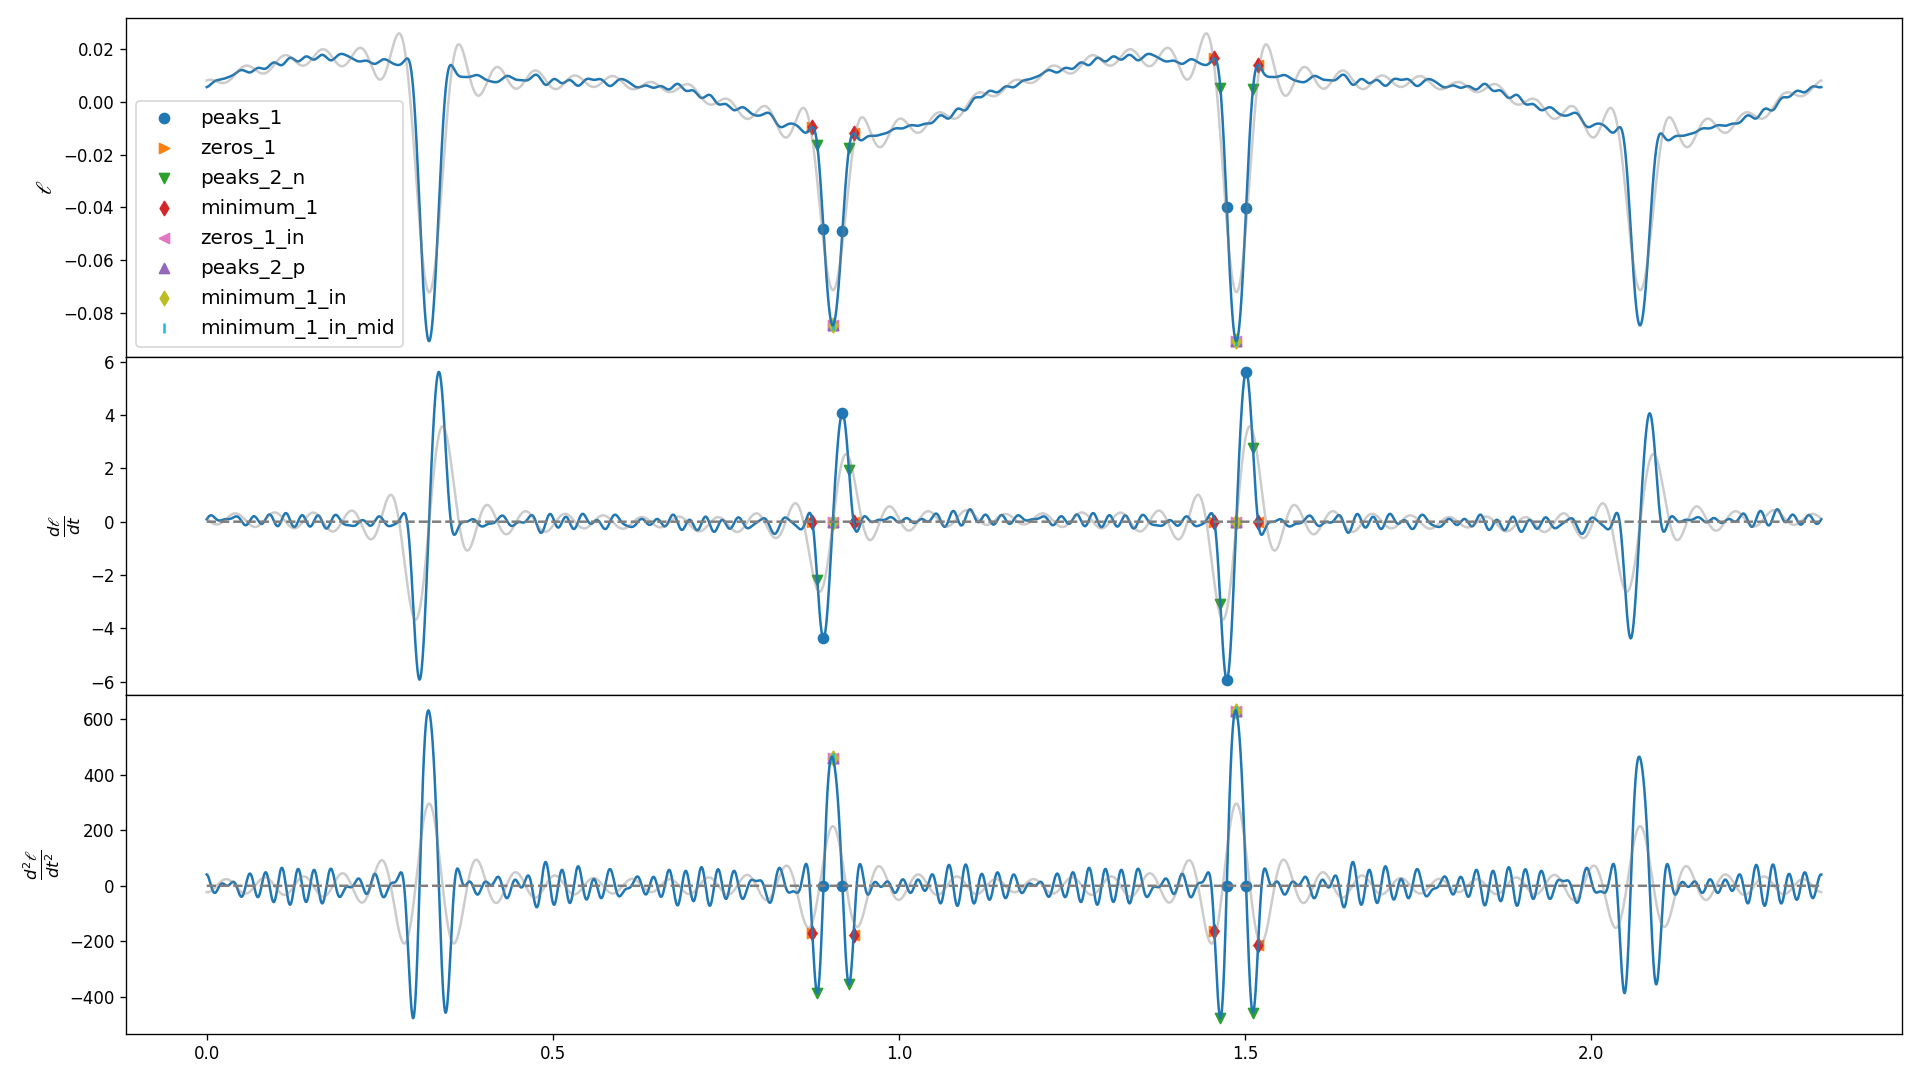 0.02
0.00
−0.02
−0.04
−0.06
−0.08
ℓ
peaks_1
zeros_1
peaks_2_n
minimum_1
zeros_1_in
peaks_2_p
minimum_1_in
minimum_1_in_mid
6
4
2
0
−2
−4
−6
dℓ
dt
600
400
200
0
−200
−400
d²ℓ
dt²
0.0 0.5 1.0 1.5 2.0